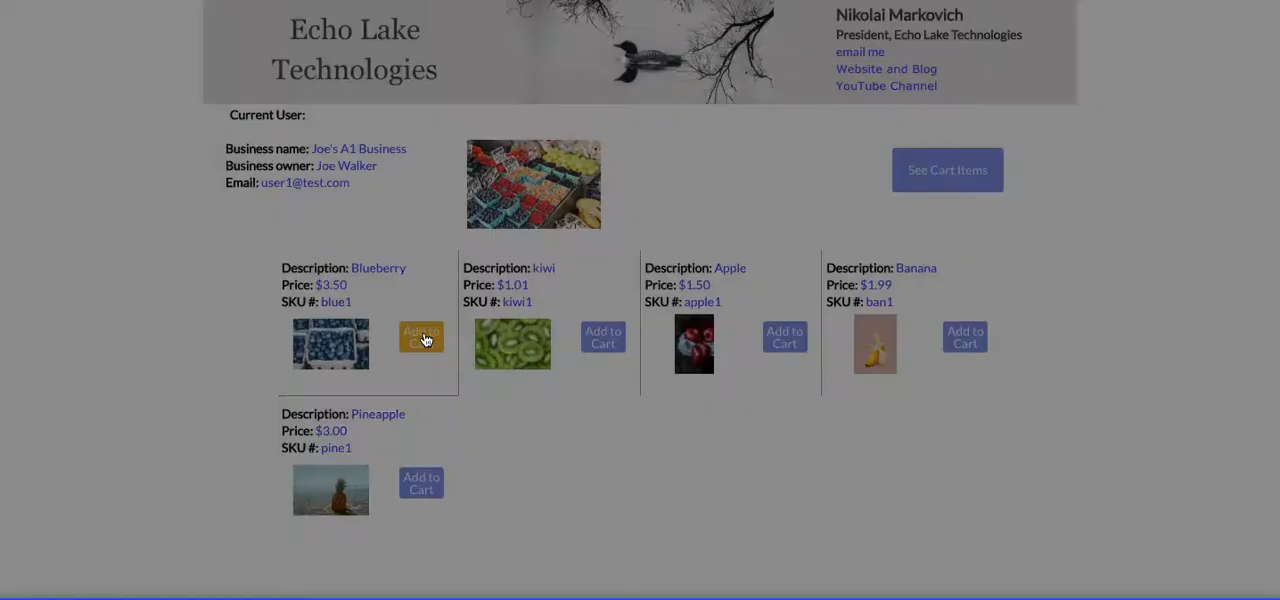 Echo Lake
Technologies
Nikolai Markovich
President, Echo Lake Technologies
email me
Website and Blog
YouTube Channel
Current User:
Business name: Joe's A1 Business
Business owner: Joe Walker
Email: user1@test.com
See Cart Items
Description: Blueberry
Price: $3.50
SKU #: blue1
Add to
Cart
Description: kiwi
Price: $1.01
SKU #: kiwi1
Add to
Cart
Description: Apple
Price: $1.50
SKU #: apple1
Add to
Cart
Description: Banana
Price: $1.99
SKU #: ban1
Add to
Cart
Description: Pineapple
Price: $3.00
SKU #: pine1
Add to
Cart